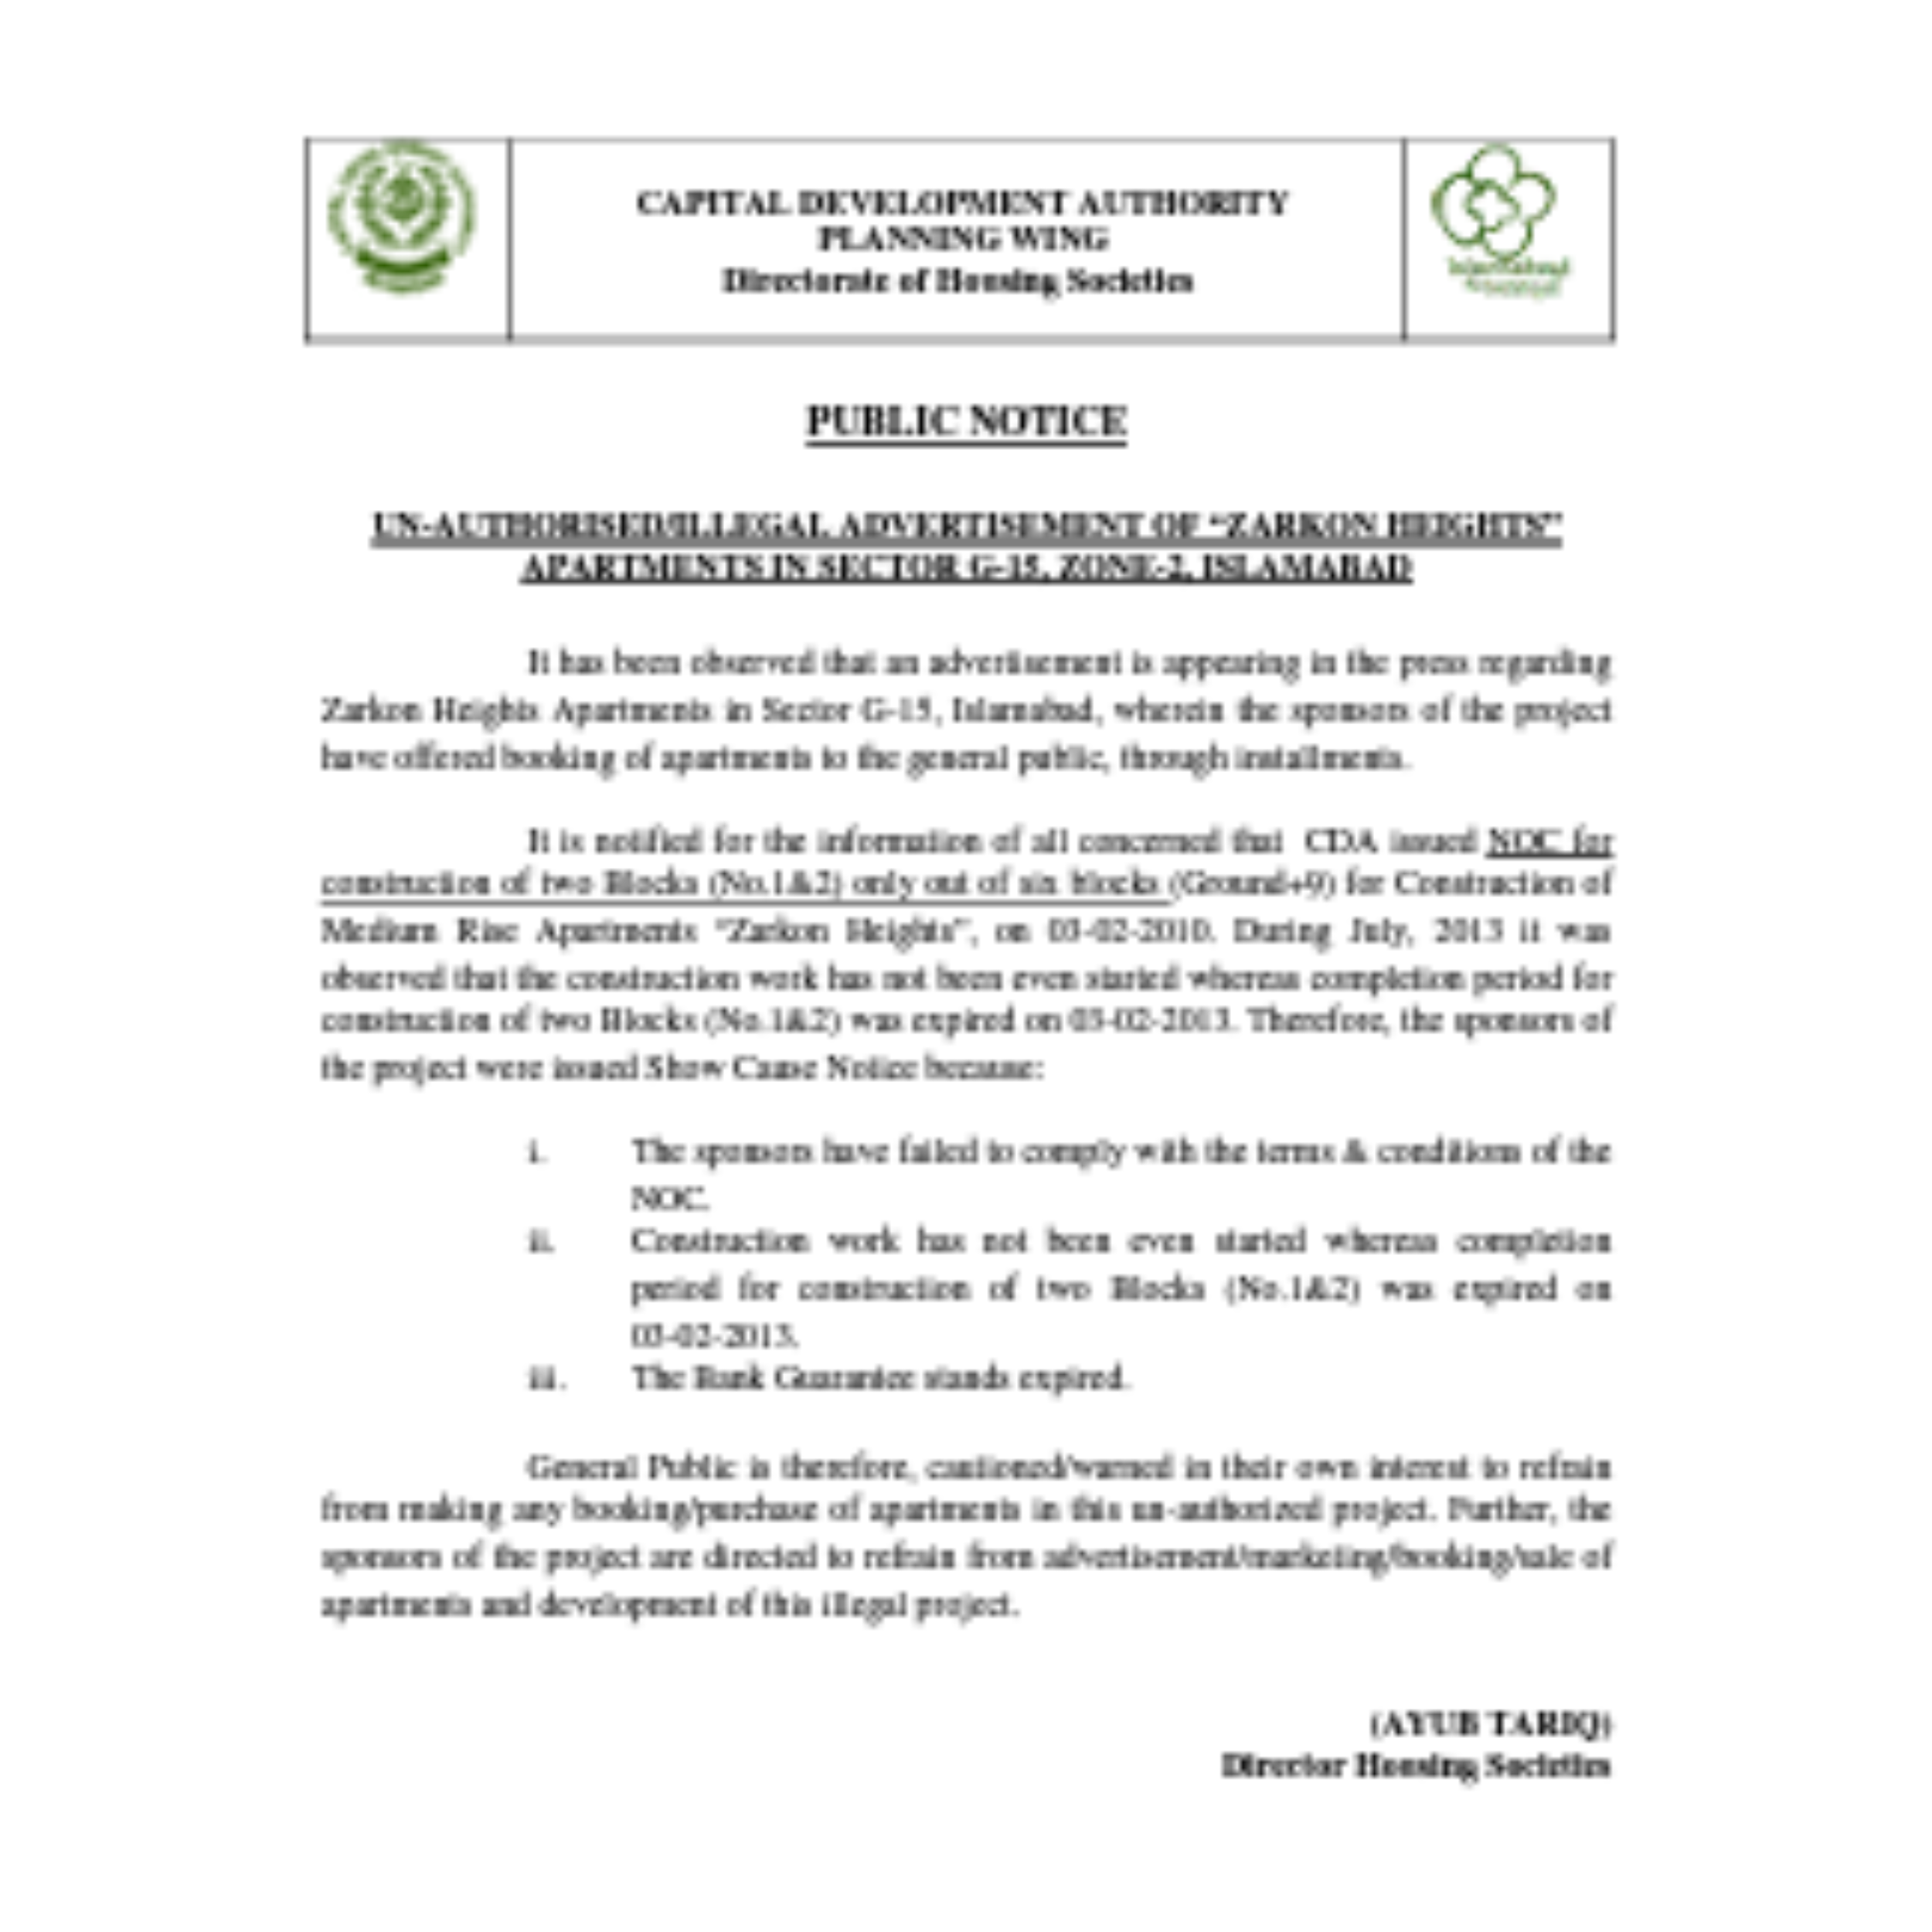 CAPITAL DEVELOPMENT AUTHORITY
PLANNING WING
Directorate of Housing Societies
Islamabad
PUBLIC NOTICE
UN-AUTHORISED/ILLEGAL ADVERTISEMENT OF “ZARKON HEIGHTS”
APARTMENTS IN SECTOR G-15, ZONE-2, ISLAMABAD
It has been observed that an advertisement is appearing in the press regarding
Zarkon Heights Apartments in Sector G-15, Islamabad, wherein the sponsors of the project
have offered booking of apartments to the general public, through installments.
It is notified for the information of all concerned that CDA issued NOC for
construction of two Blocks (No.1&2) only out of six blocks (Ground+9) for Construction of
Medium Rise Apartments “Zarkon Heights”, on 03-02-2010. During July, 2013 it was
observed that the construction work has not been even started whereas completion period for
construction of two Blocks (No.1&2) was expired on 03-02-2013. Therefore, the sponsors of
the project were issued Show Cause Notice because:
i. The sponsors have failed to comply with the terms & conditions of the
NOC.
ii. Construction work has not been even started whereas completion
period for construction of two Blocks (No.1&2) was expired on
03-02-2013.
iii. The Bank Guarantee stands expired.
General Public is therefore, cautioned/warned in their own interest to refrain
from making any booking/purchase of apartments in this un-authorized project. Further, the
sponsors of the project are directed to refrain from advertisement/marketing/booking/sale of
apartments and development of this illegal project.
(AYUB TARIQ)
Director Housing Societies